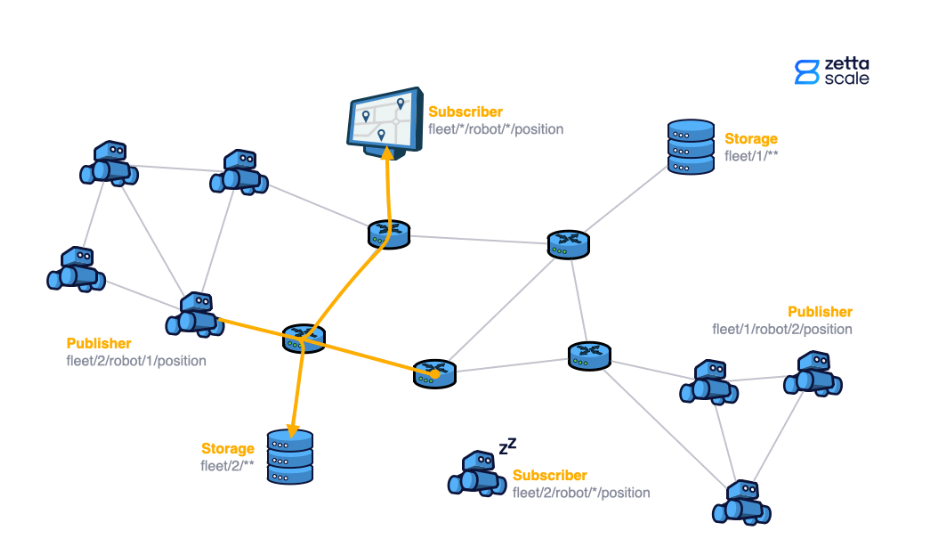 zetta
scale
Subscriber
fleet/*/robot/*/position
Storage
fleet/1/**
Publisher
fleet/1/robot/2/position
Publisher
fleet/2/robot/1/position
Storage
fleet/2/**
zZ
Subscriber
fleet/2/robot/*/position